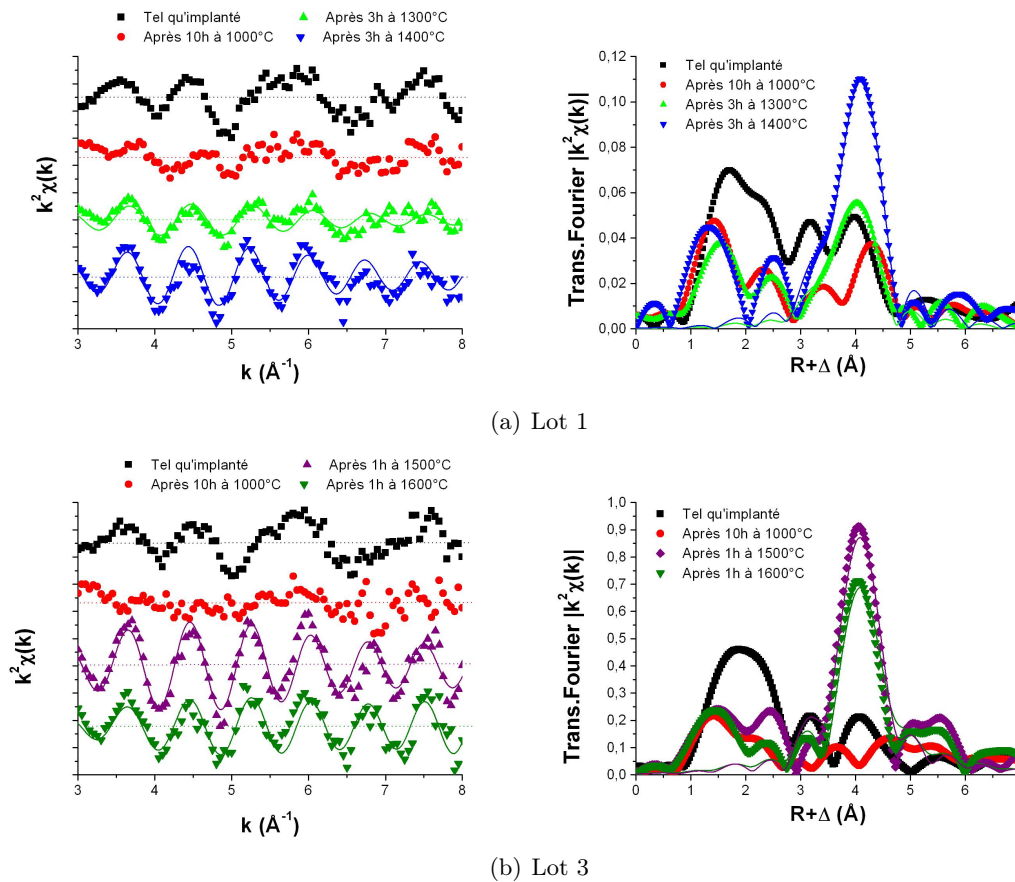 Tel qu'implanté
Après 3h à 1300°C
Après 10h à 1000°C
Après 3h à 1400°C
k²χ(k)
3 4 5 6 7 8
k (Å⁻¹)
Tel qu'implanté
Après 10h à 1000°C
Après 3h à 1300°C
Après 3h à 1400°C
Trans.Fourier |k²χ(k)|
0,12
0,10
0,08
0,06
0,04
0,02
0,00
0 1 2 3 4 5 6
R+Δ (Å)
(a) Lot 1
Tel qu'implanté
Après 1h à 1500°C
Après 10h à 1000°C
Après 1h à 1600°C
k²χ(k)
3 4 5 6 7 8
k (Å⁻¹)
Tel qu'implanté
Après 10h à 1000°C
Après 1h à 1500°C
Après 1h à 1600°C
Trans.Fourier |k²χ(k)|
1,0
0,9
0,8
0,7
0,6
0,5
0,4
0,3
0,2
0,1
0,0
0 1 2 3 4 5 6
R+Δ (Å)
(b) Lot 3